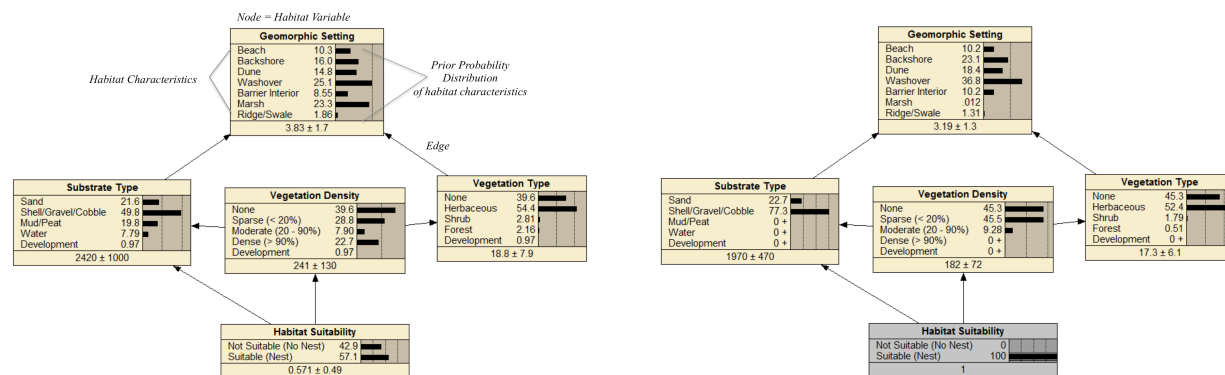 Node = Habitat Variable
Geomorphic Setting
Beach 10.3
Backshore 16.0
Dune 14.8
Washover 25.1
Barrier Interior 8.55
Marsh 23.3
Ridge/Swale 1.86
3.83 ± 1.7
Habitat Characteristics
Prior Probability
Distribution
of habitat characteristics
Edge
Substrate Type
Sand 21.6
Shell/Gravel/Cobble 49.8
Mud/Peat 19.8
Water 7.79
Development 0.97
2420 ± 1000
Vegetation Density
None 39.6
Sparse (< 20%) 28.8
Moderate (20 - 90%) 7.90
Dense (> 90%) 22.7
Development 0.97
241 ± 130
Vegetation Type
None 39.6
Herbaceous 54.4
Shrub 2.81
Forest 2.16
Development 0.97
18.8 ± 7.9
Habitat Suitability
Not Suitable (No Nest) 42.9
Suitable (Nest) 57.1
0.571 ± 0.49
Geomorphic Setting
Beach 10.2
Backshore 23.1
Dune 18.4
Washover 36.8
Barrier Interior 10.2
Marsh .012
Ridge/Swale 1.31
3.19 ± 1.3
Substrate Type
Sand 22.7
Shell/Gravel/Cobble 77.3
Mud/Peat 0 +
Water 0 +
Development 0 +
1970 ± 470
Vegetation Density
None 45.3
Sparse (< 20%) 45.5
Moderate (20 - 90%) 9.28
Dense (> 90%) 0 +
Development 0 +
182 ± 72
Vegetation Type
None 45.3
Herbaceous 52.4
Shrub 1.79
Forest 0.51
Development 0 +
17.3 ± 6.1
Habitat Suitability
Not Suitable (No Nest) 0
Suitable (Nest) 100
1